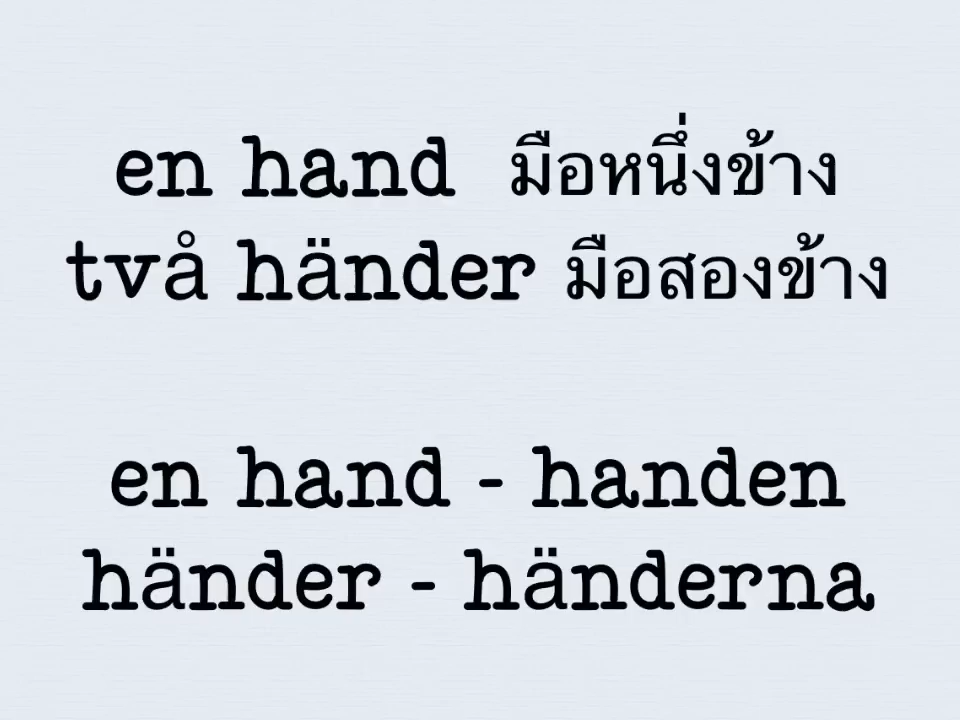 en hand มือหนึ่งข้าง
två händer มือสองข้าง
en hand - handen
händer - händerna